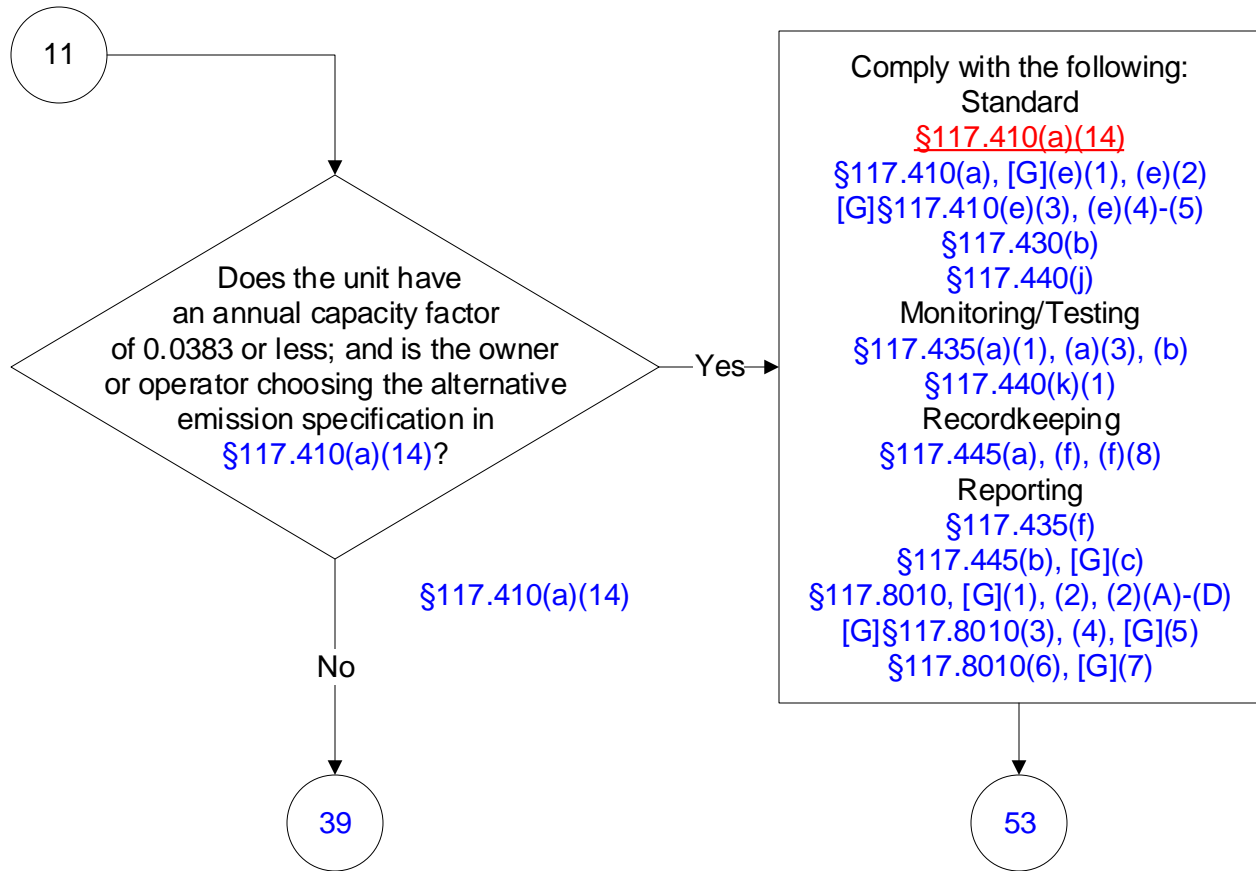 11
Does the unit have
an annual capacity factor
of 0.0383 or less; and is the owner
or operator choosing the alternative
emission specification in
§117.410(a)(14)?
Yes
No
§117.410(a)(14)
39
Comply with the following:
Standard
§117.410(a)(14)
§117.410(a), [G](e)(1), (e)(2)
[G]§117.410(e)(3), (e)(4)-(5)
§117.430(b)
§117.440(j)
Monitoring/Testing
§117.435(a)(1), (a)(3), (b)
§117.440(k)(1)
Recordkeeping
§117.445(a), (f), (f)(8)
Reporting
§117.435(f)
§117.445(b), [G](c)
§117.8010, [G](1), (2), (2)(A)-(D)
[G]§117.8010(3), (4), [G](5)
§117.8010(6), [G](7)
53